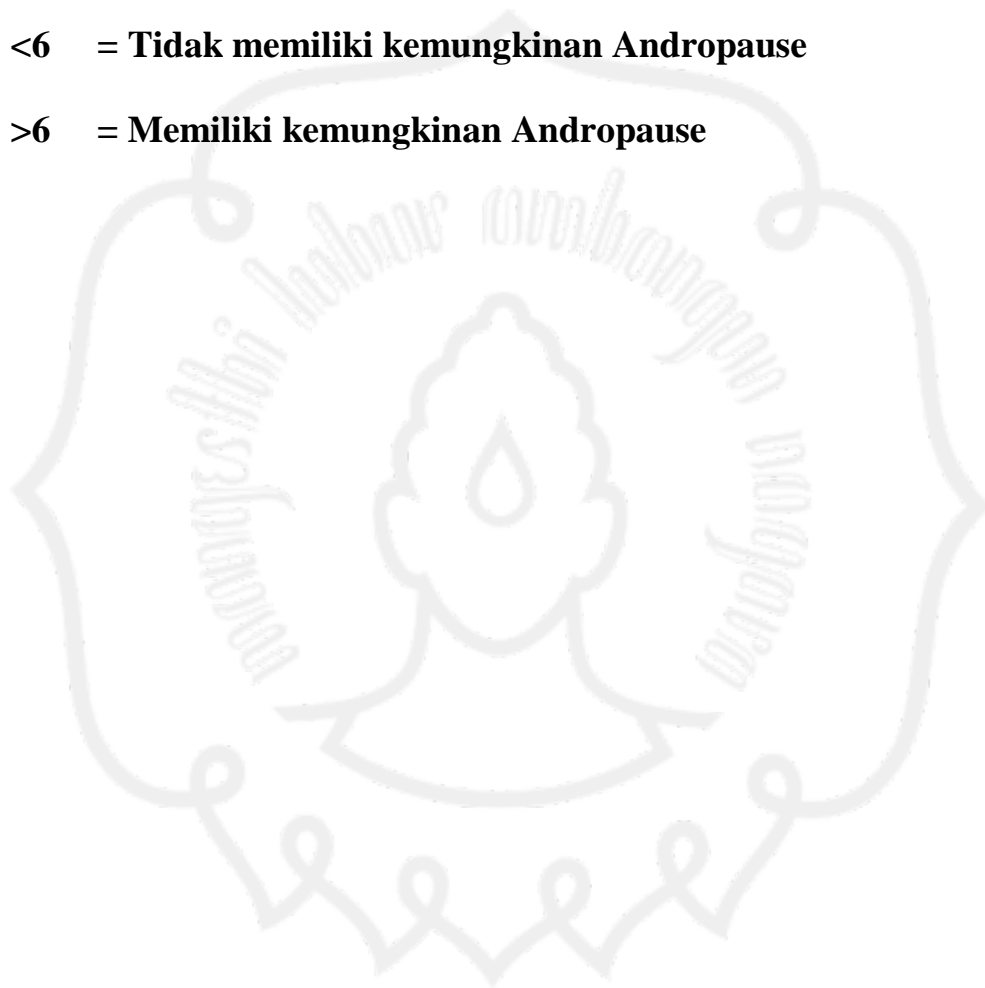 <6 = Tidak memiliki kemungkinan Andropause
>6 = Memiliki kemungkinan Andropause